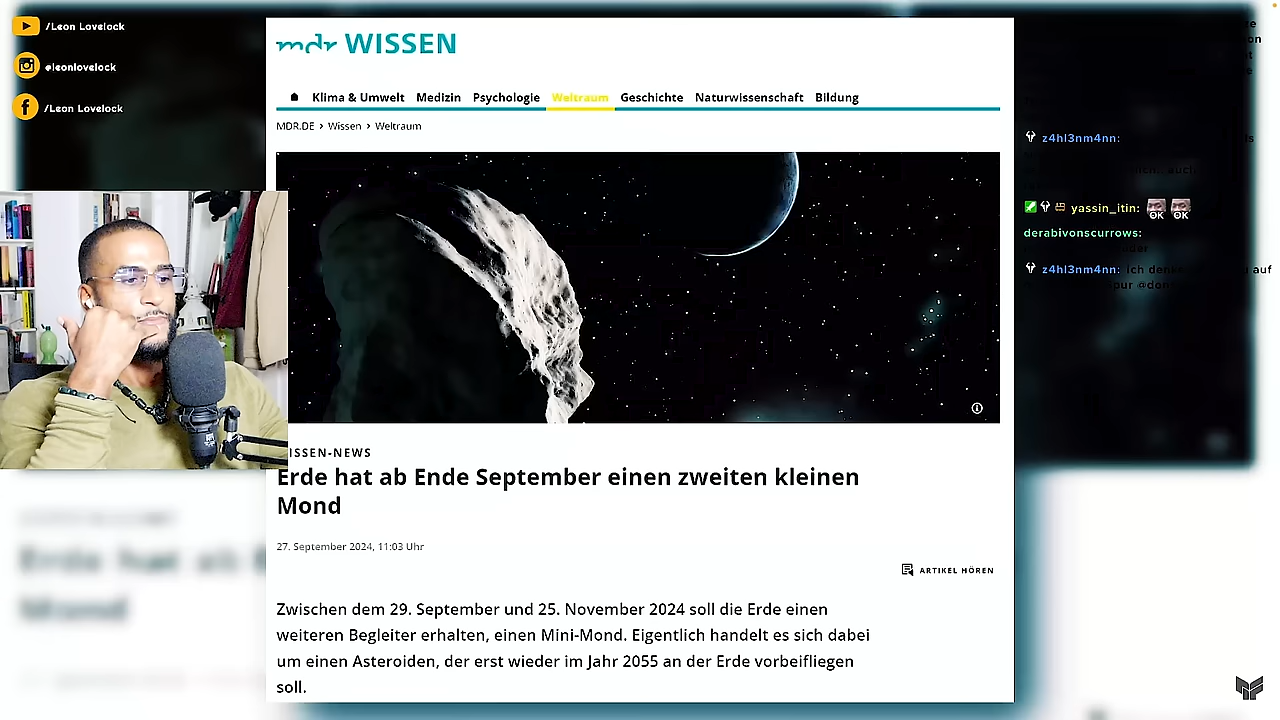 /Leon Lovelock
@leonlovelock
/Leon Lovelock
mdr WISSEN
Klima & Umwelt Medizin Psychologie Weltraum Geschichte Naturwissenschaft Bildung
MDR.DE > Wissen > Weltraum
z4hl3nm4nn:
yassin_itin: OK OK
derabivonscurrows:
z4hl3nm4nn: Ich
auf
ISSEN-NEWS
Erde hat ab Ende September einen zweiten kleinen
Mond
27. September 2024, 11:03 Uhr
ARTIKEL HÖREN
Zwischen dem 29. September und 25. November 2024 soll die Erde einen
weiteren Begleiter erhalten, einen Mini-Mond. Eigentlich handelt es sich dabei
um einen Asteroiden, der erst wieder im Jahr 2055 an der Erde vorbeifliegen
soll.